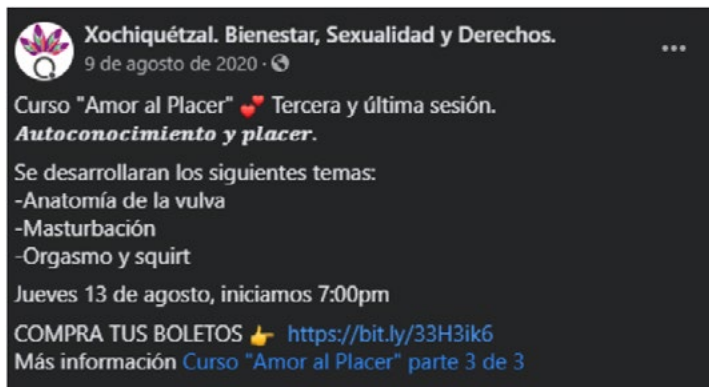 Xochiquétzal. Bienestar, Sexualidad y Derechos.
9 de agosto de 2020 ·
Curso "Amor al Placer" 💕 Tercera y última sesión.
𝑨𝒖𝒕𝒐𝒄𝒐𝒏𝒐𝒄𝒊𝒎𝒊𝒆𝒏𝒕𝒐 𝒚 𝒑𝒍𝒂𝒄𝒆𝒓.
Se desarrollaran los siguientes temas:
-Anatomía de la vulva
-Masturbación
-Orgasmo y squirt
Jueves 13 de agosto, iniciamos 7:00pm
COMPRA TUS BOLETOS 👉 https://bit.ly/33H3ik6
Más información Curso "Amor al Placer" parte 3 de 3